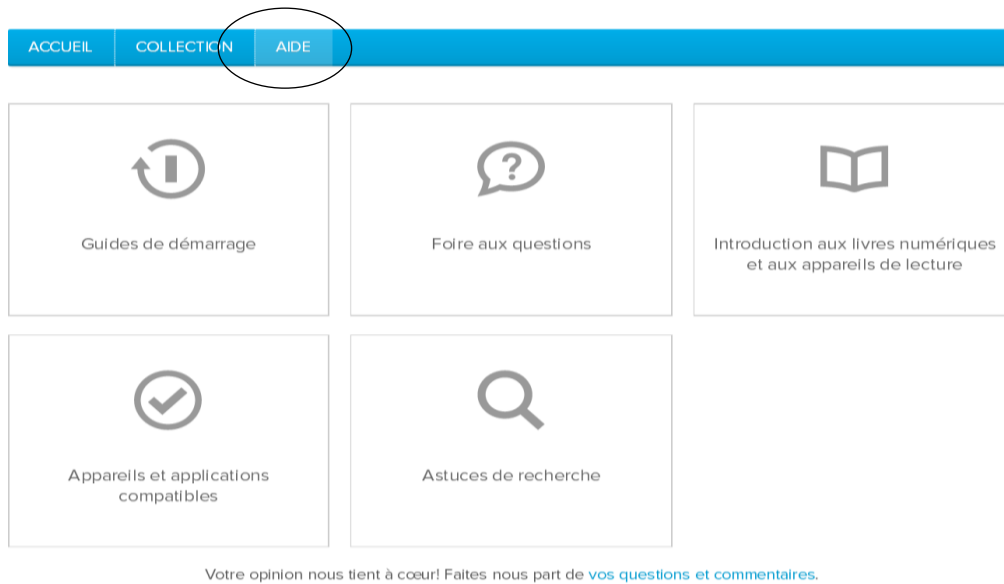 ACCUEIL COLLECTION AIDE
Guides de démarrage
?
Foire aux questions
Introduction aux livres numériques
et aux appareils de lecture
Appareils et applications
compatibles
Astuces de recherche
Votre opinion nous tient à cœur! Faites nous part de vos questions et commentaires.